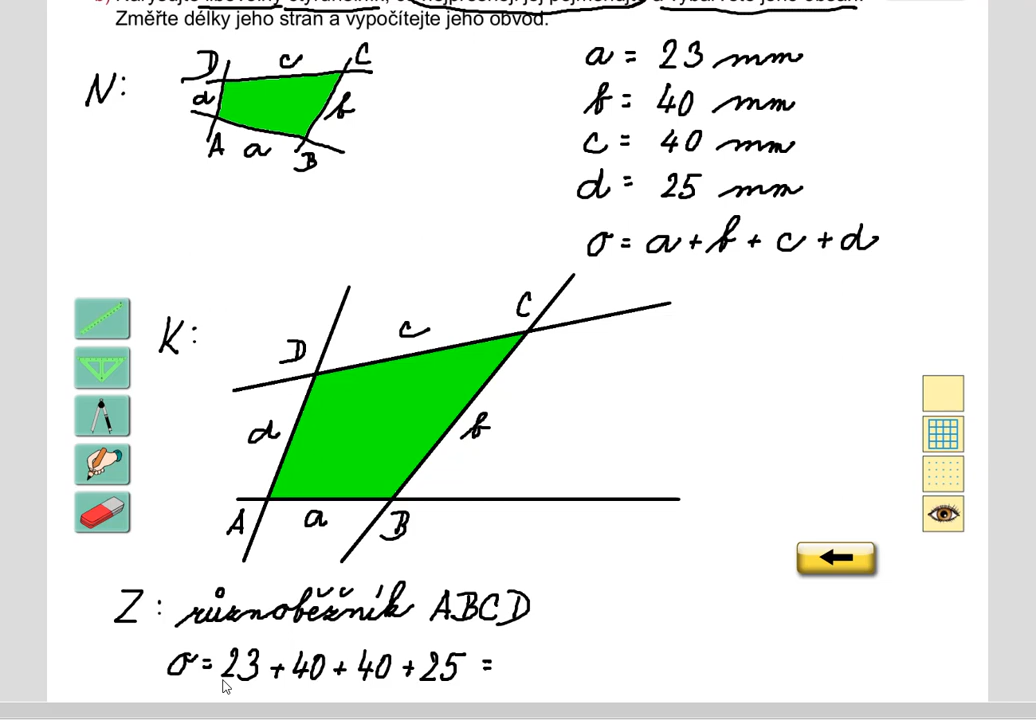 Změřte délky jeho stran a vypočítejte jeho obvod.
N:
D c C
d b
A a B
a = 23 mm
b = 40 mm
c = 40 mm
d = 25 mm
o = a + b + c + d
K:
D c C
d b
A a B
Z: různoběžník ABCD
o = 23 + 40 + 40 + 25 =